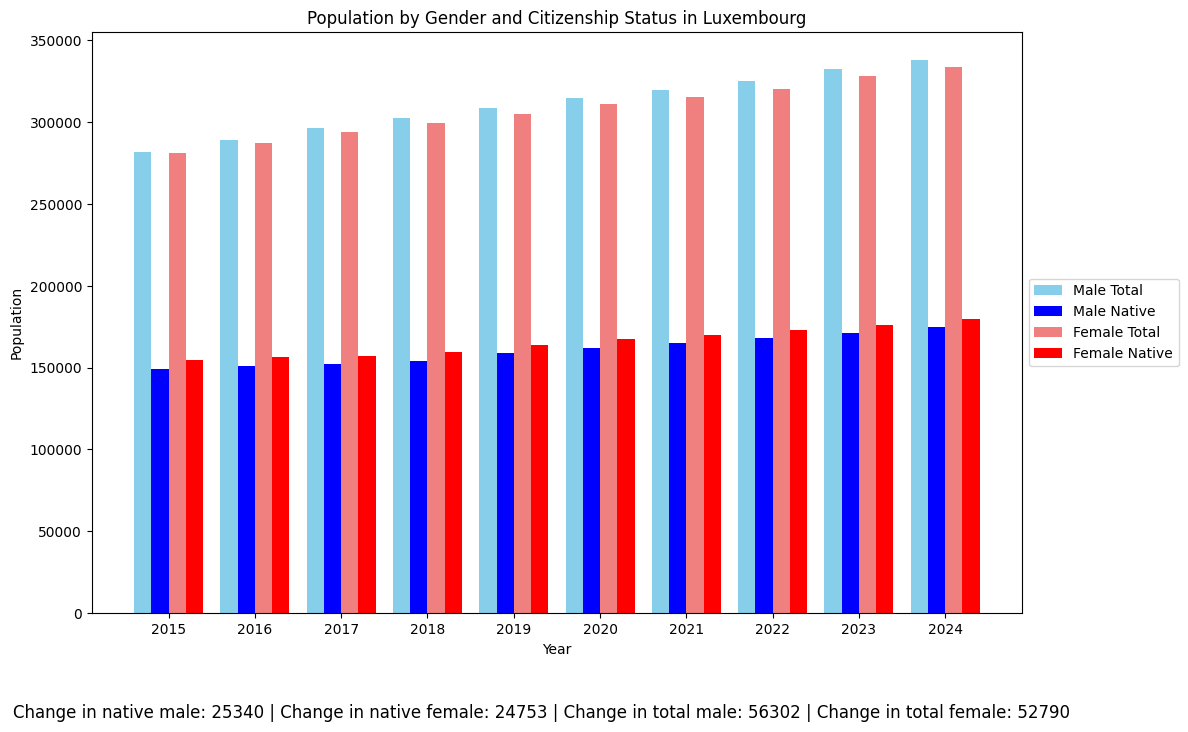 Population by Gender and Citizenship Status in Luxembourg
350000
300000
250000
200000
150000
100000
50000
0
Population
2015 2016 2017 2018 2019 2020 2021 2022 2023 2024
Year
Male Total
Male Native
Female Total
Female Native
Change in native male: 25340 | Change in native female: 24753 | Change in total male: 56302 | Change in total female: 52790